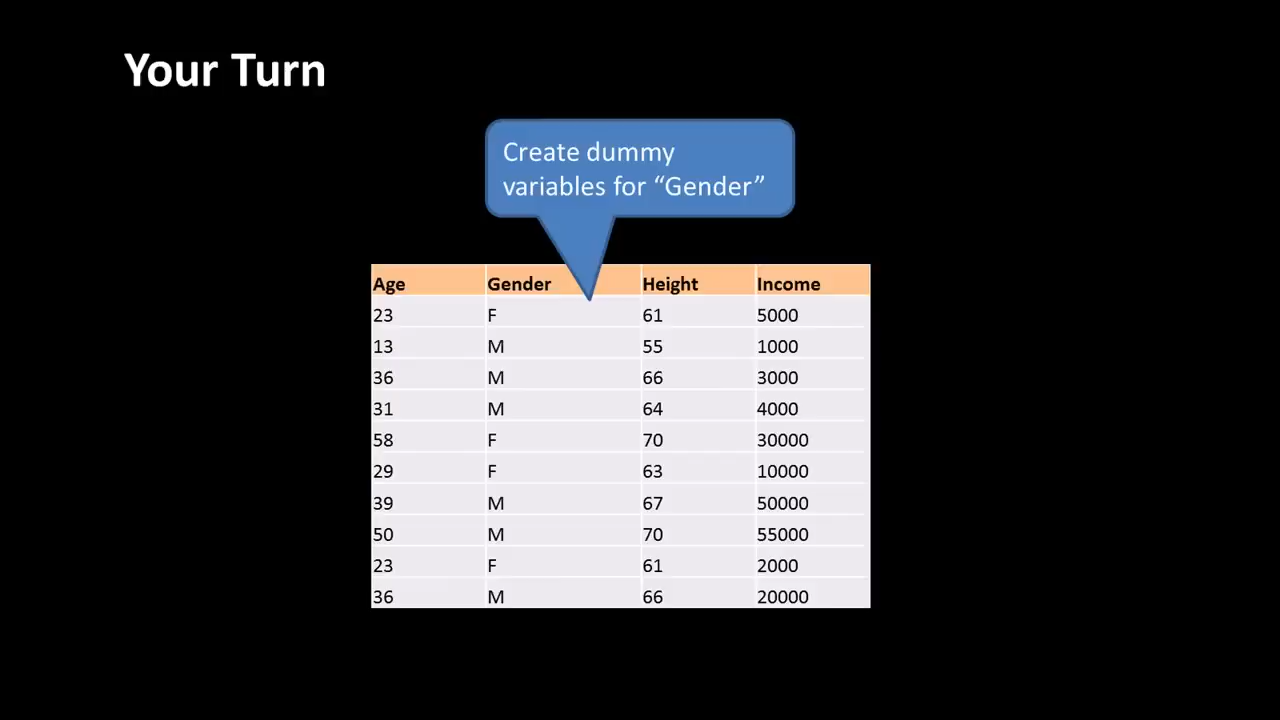 Your Turn
Create dummy
variables for “Gender”
Age Gender Height Income
23 F 61 5000
13 M 55 1000
36 M 66 3000
31 M 64 4000
58 F 70 30000
29 F 63 10000
39 M 67 50000
50 M 70 55000
23 F 61 2000
36 M 66 20000